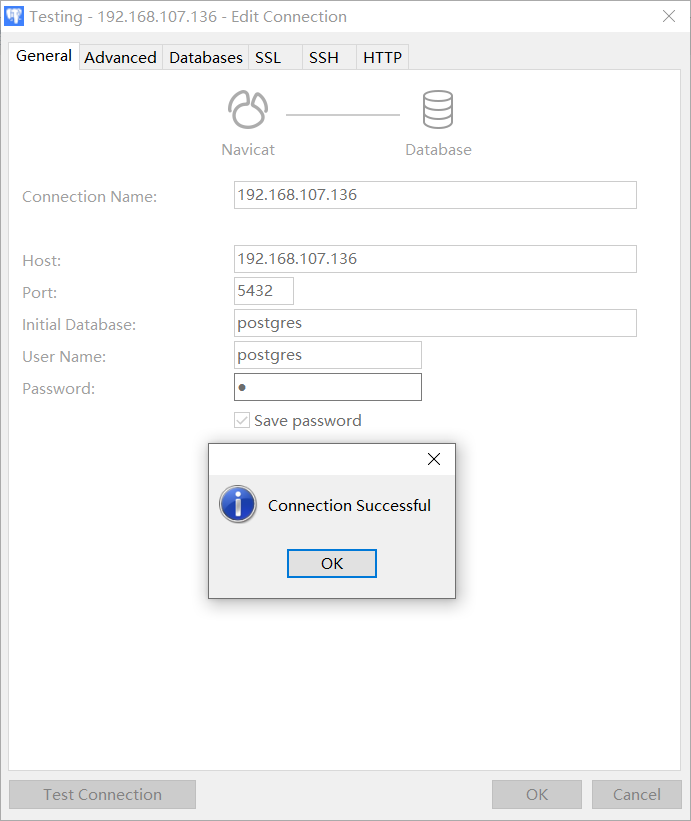 Testing - 192.168.107.136 - Edit Connection
General Advanced Databases SSL SSH HTTP
Navicat Database
Connection Name: 192.168.107.136
Host: 192.168.107.136
Port: 5432
Initial Database: postgres
User Name: postgres
Password: ●
Save password
Connection Successful
OK
Test Connection OK Cancel